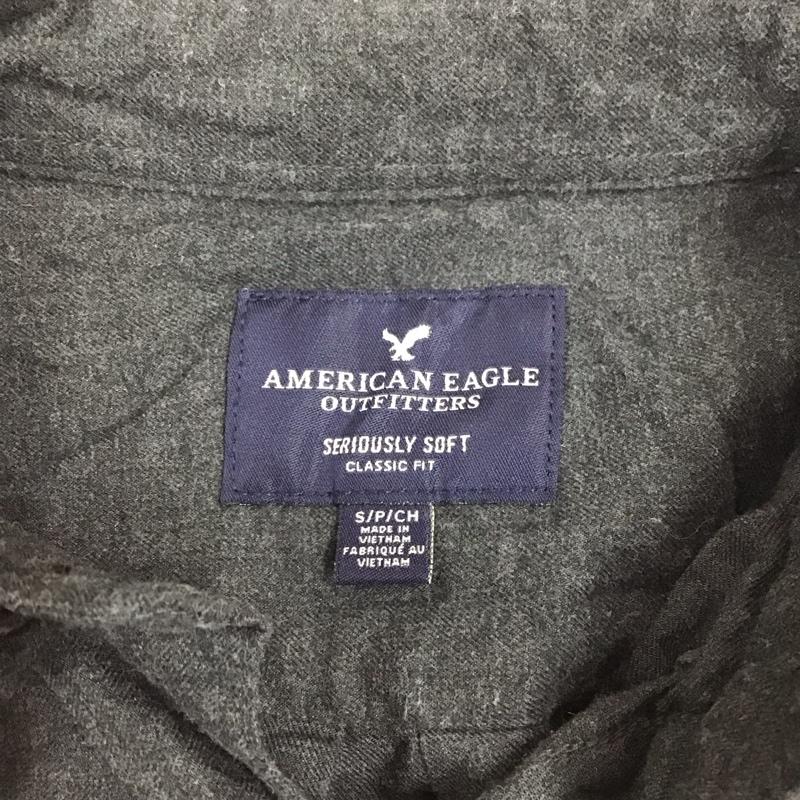 AMERICAN EAGLE
OUTFITTERS
SERIOUSLY SOFT
CLASSIC FIT
S/P/CH
MADE IN
VIETNAM
FABRIQUÉ AU
VIETNAM